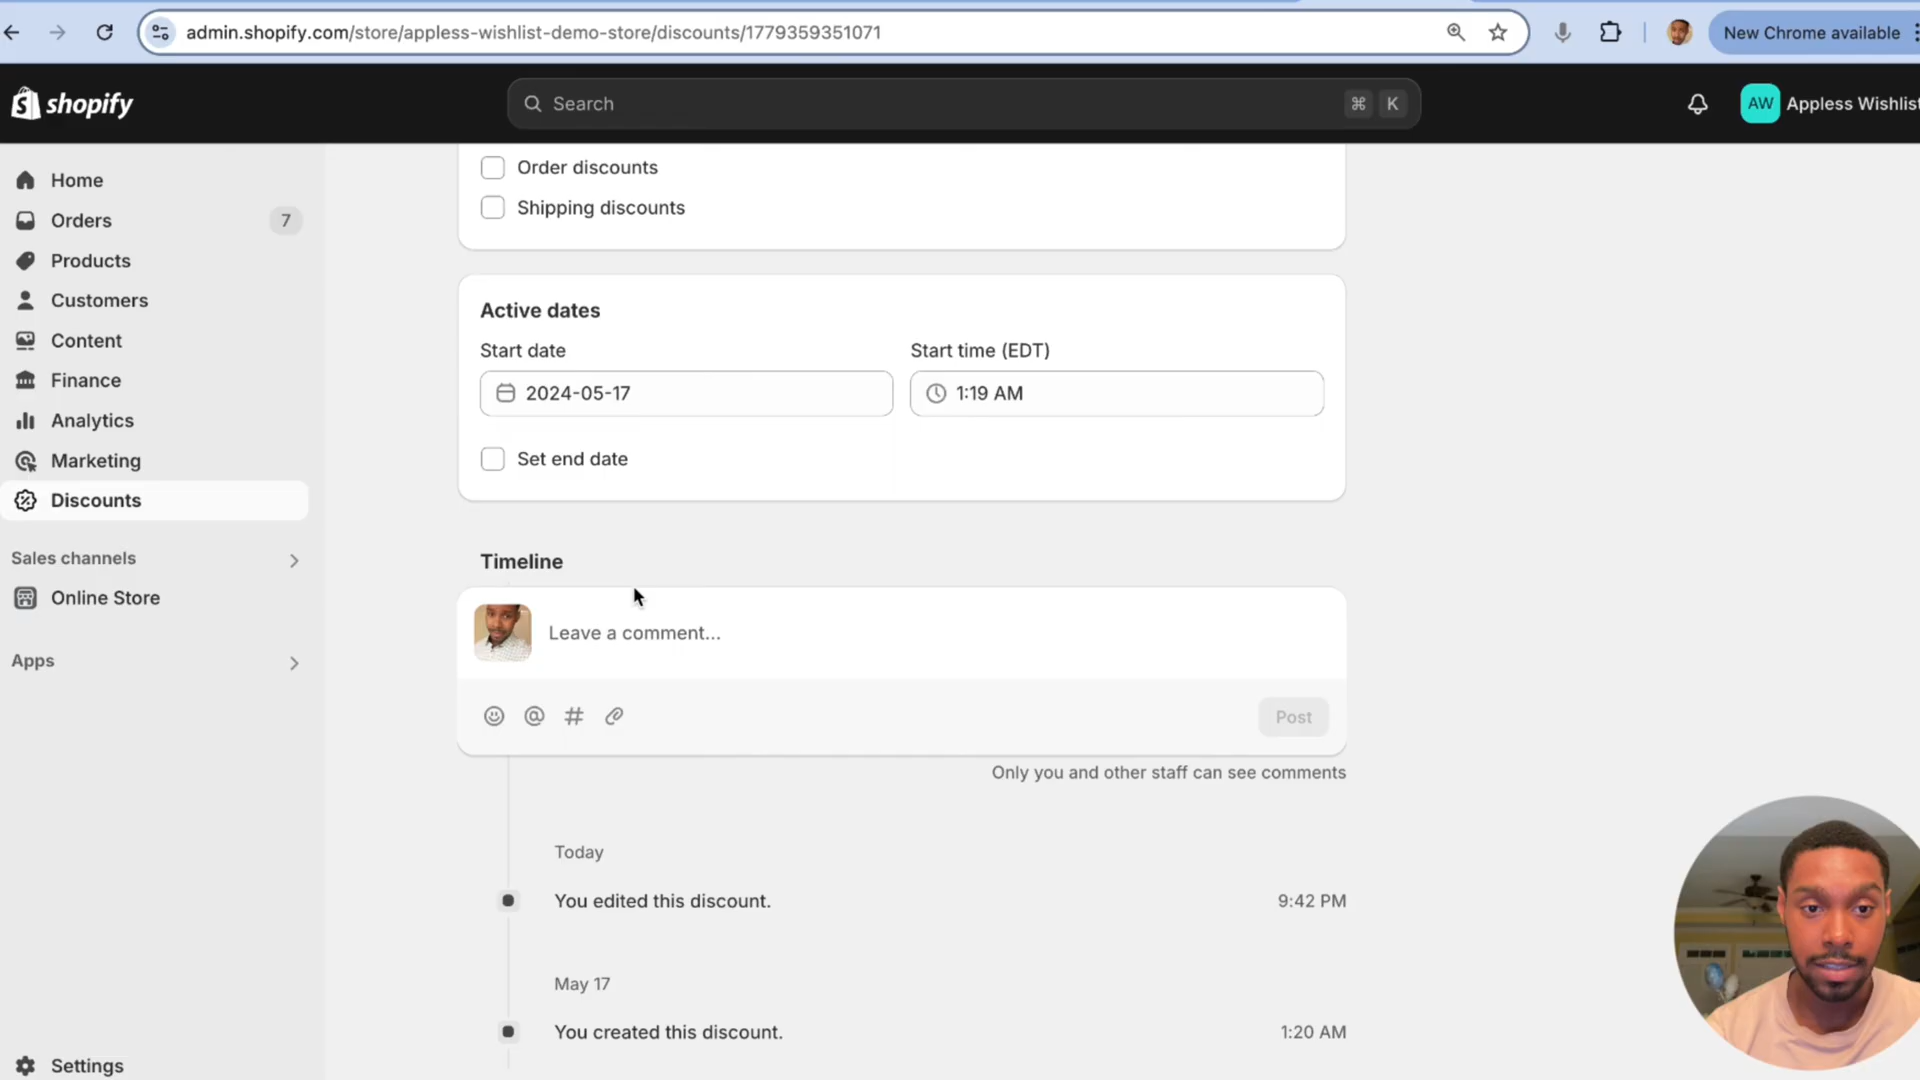 admin.shopify.com/store/appless-wishlist-demo-store/discounts/1779359351071
New Chrome available
shopify
Search
⌘ K
AW Appless Wishlist
Home
Orders 7
Products
Customers
Content
Finance
Analytics
Marketing
Discounts
Sales channels
Online Store
Apps
Settings
Order discounts
Shipping discounts
Active dates
Start date
Start time (EDT)
2024-05-17
1:19 AM
Set end date
Timeline
Leave a comment...
Post
Only you and other staff can see comments
Today
You edited this discount. 9:42 PM
May 17
You created this discount. 1:20 AM